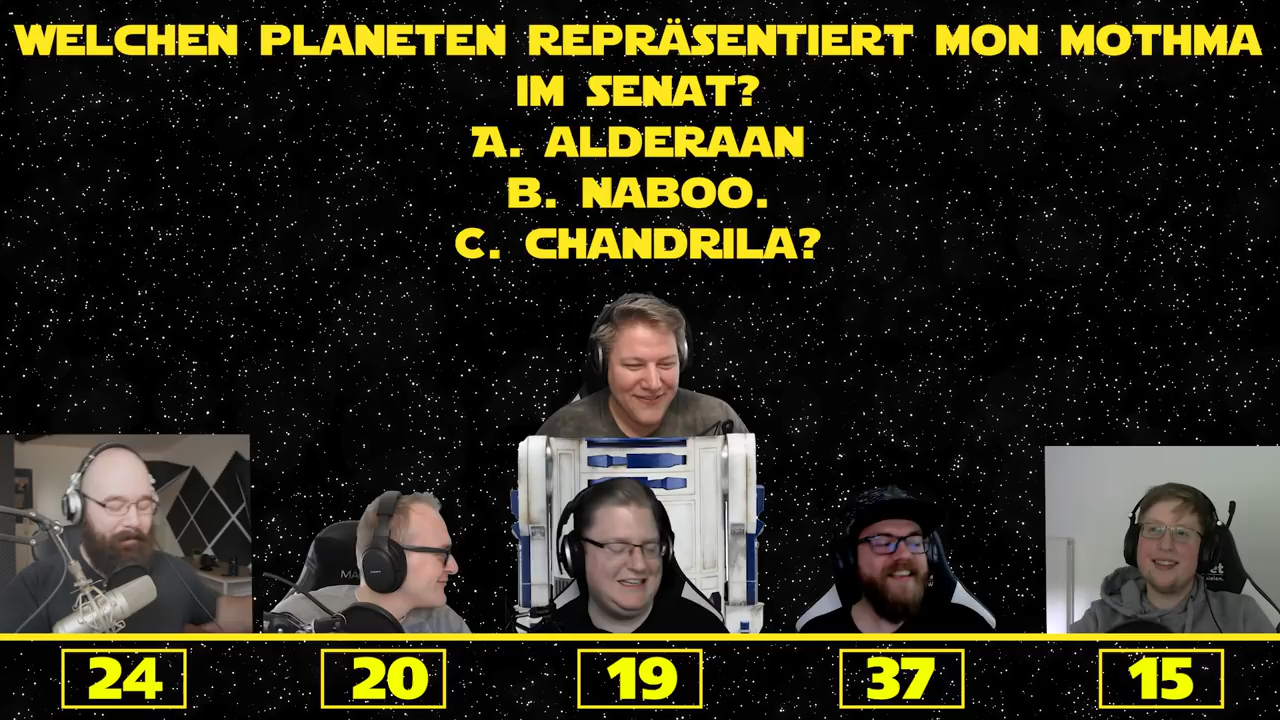 WELCHEN PLANETEN REPRÄSENTIERT MON MOTHMA
IM SENAT?
A. ALDERAAN
B. NABOO.
C. CHANDRILA?
24 20 19 37 15